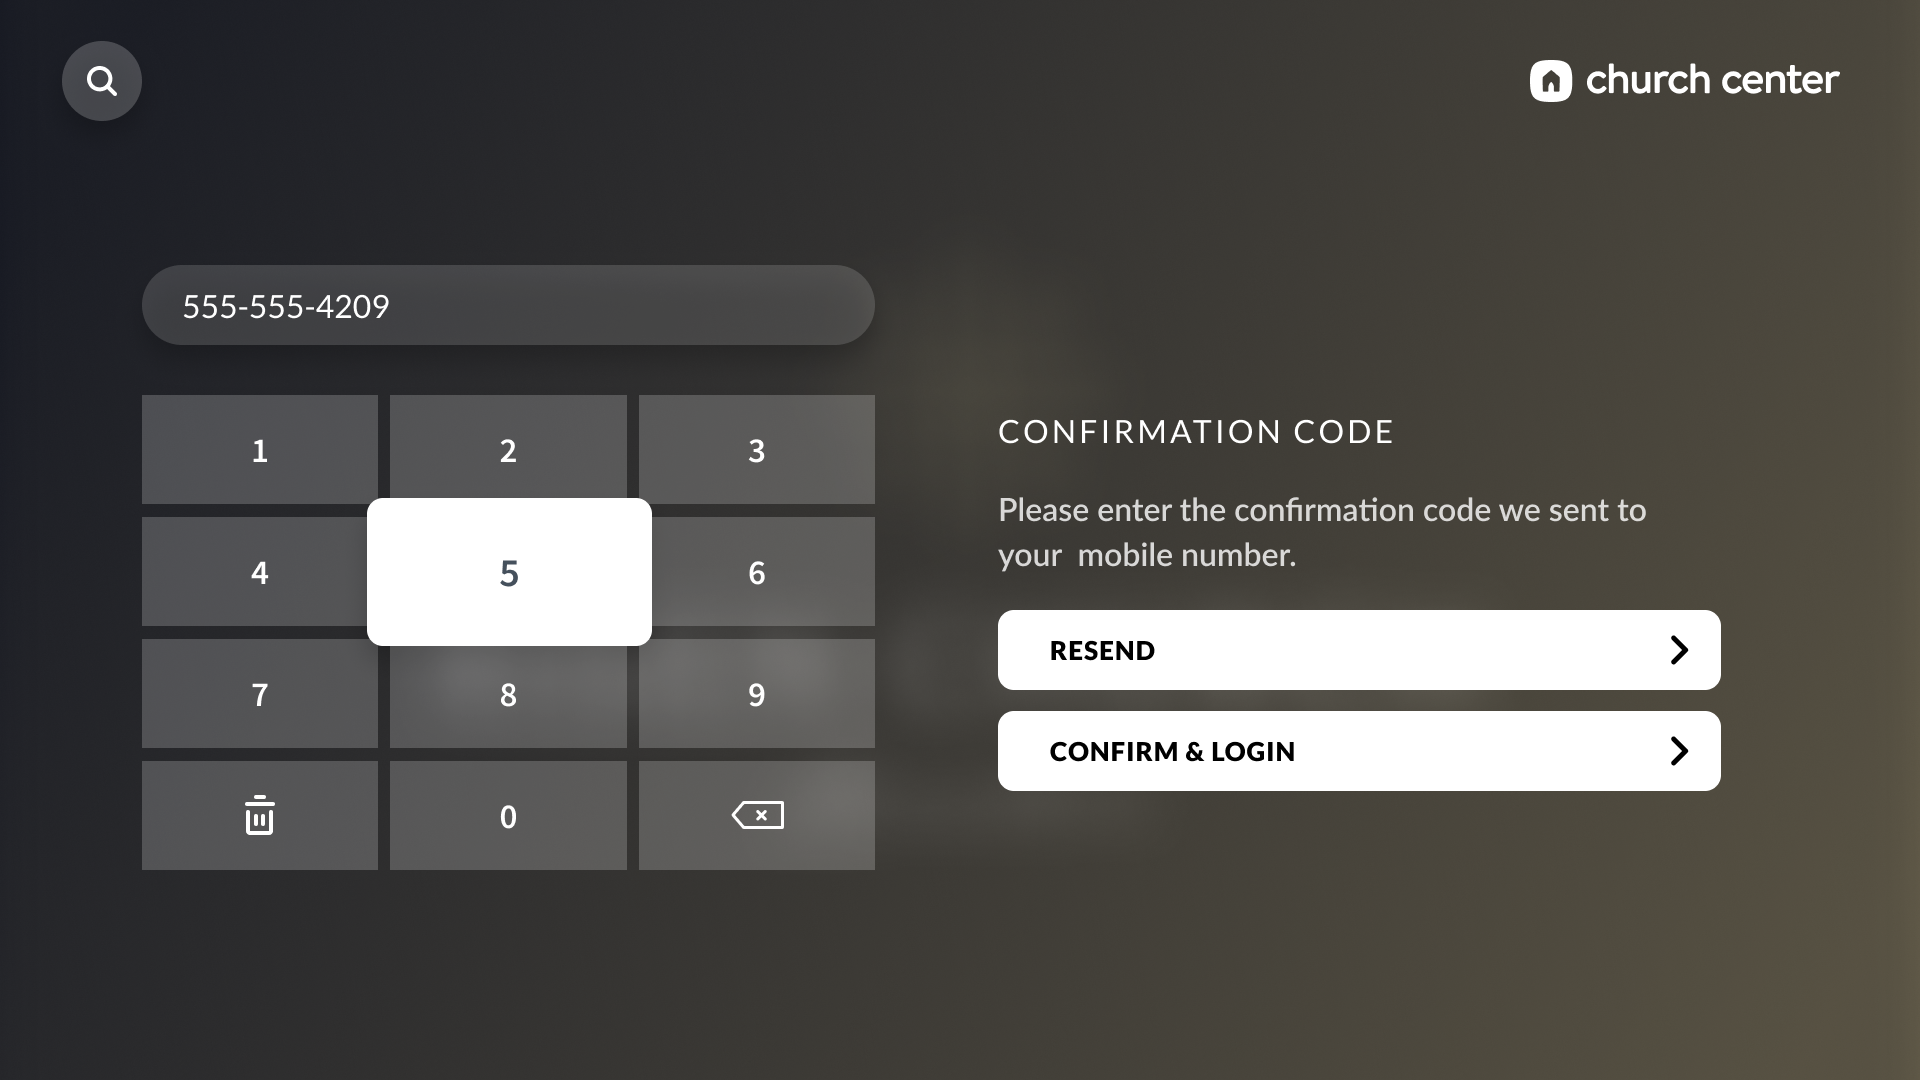 church center
555-555-4209
1 2 3
4 5 6
7 8 9
0
CONFIRMATION CODE
Please enter the confirmation code we sent to
your  mobile number.
RESEND
CONFIRM & LOGIN